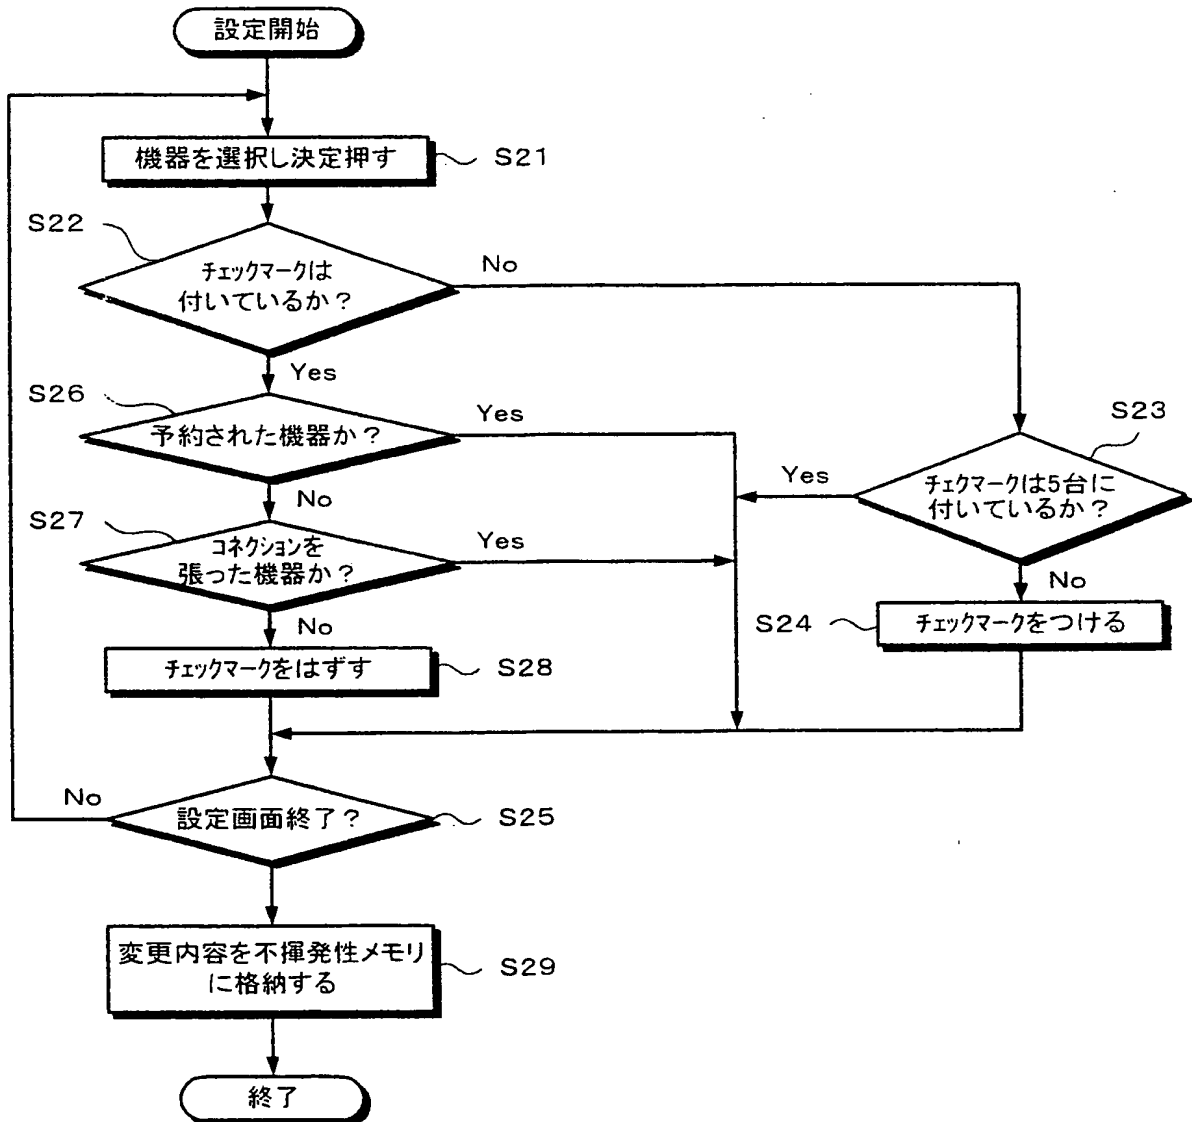 設定開始
機器を選択し決定押す
S21
S22
チェックマークは
付いているか？
No
Yes
S26
予約された機器か？
Yes
S23
チェクマークは5台に
付いているか？
Yes
No
No
S27
コネクションを
張った機器か？
Yes
S24
チェックマークをつける
No
チェックマークをはずす
S28
No
設定画面終了？
S25
変更内容を不揮発性メモリ
に格納する
S29
終了